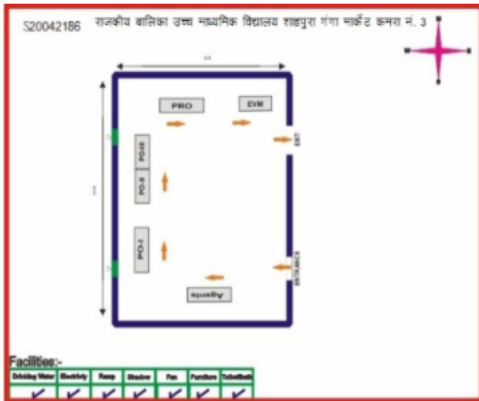 S20042186 राजकीय बालिका उच्च माध्यमिक विद्यालय शाहपुरा गंगा मार्केट कमरा नं. 3
PRO
EVM
EXIT
PO-III
PO-II
PO-I
ENTRANCE
Agents
Facilities:-
Drinking Water Electricity Ramp Shadow Fan Furniture Toilet/Bath